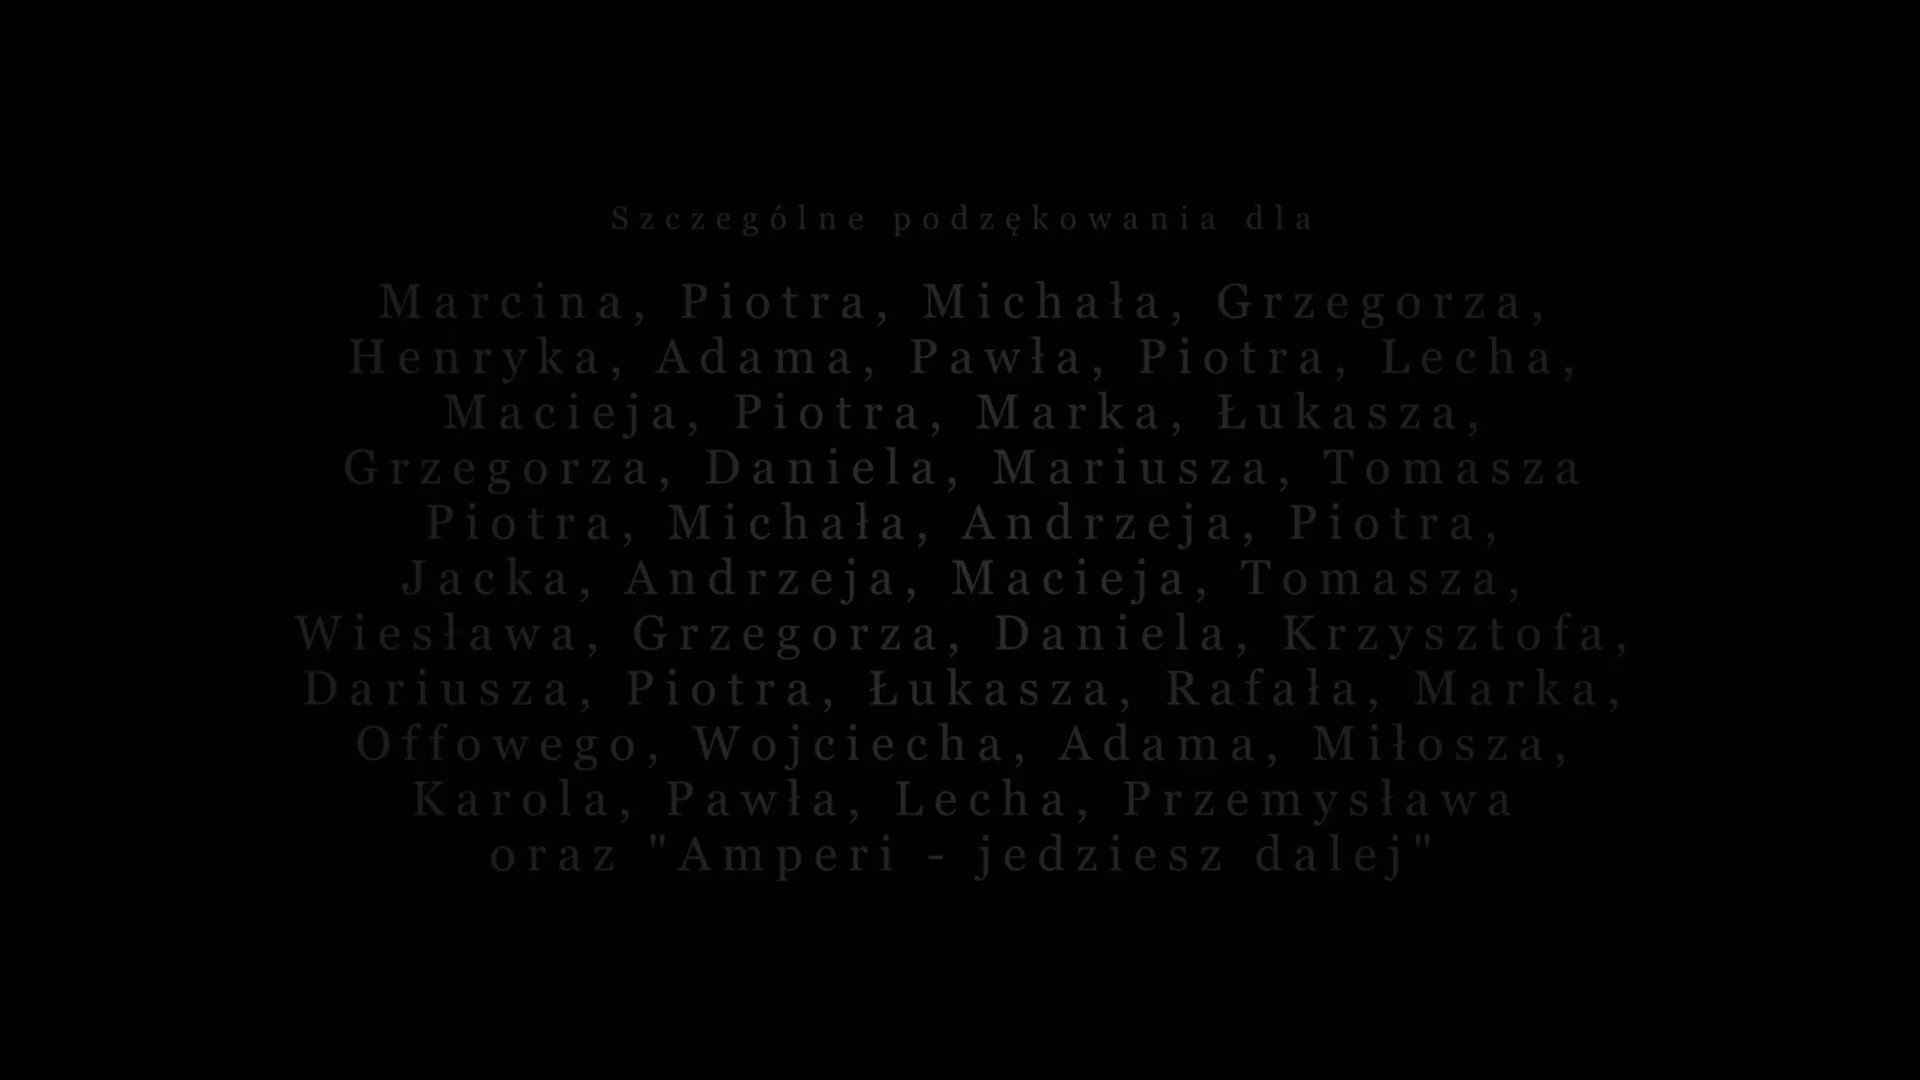 Szczególne podzękowania dla
Marcina, Piotra, Michała, Grzegorza,
Henryka, Adama, Pawła, Piotra, Lecha,
Macieja, Piotra, Marka, Łukasza,
Grzegorza, Daniela, Mariusza, Tomasza
Piotra, Michała, Andrzeja, Piotra,
Jacka, Andrzeja, Macieja, Tomasza,
Wiesława, Grzegorza, Daniela, Krzysztofa,
Dariusza, Piotra, Łukasza, Rafała, Marka,
Offowego, Wojciecha, Adama, Miłosza,
Karola, Pawła, Lecha, Przemysława
oraz "Amperi - jedziesz dalej"